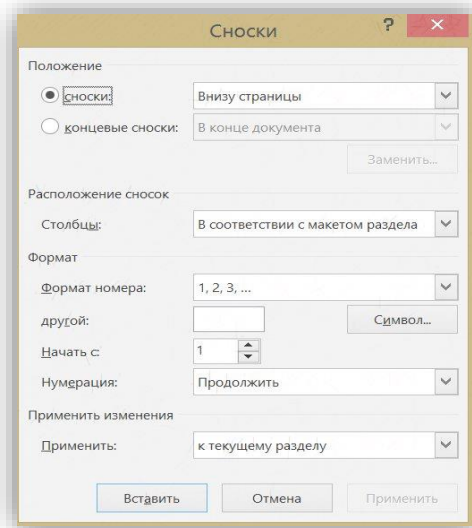 Сноски ? ×
Положение
сноски: Внизу страницы
концевые сноски: В конце документа
Заменить...
Расположение сносок
Столбцы: В соответствии с макетом раздела
Формат
Формат номера: 1, 2, 3, ...
другой: Символ...
Начать с: 1
Нумерация: Продолжить
Применить изменения
Применить: к текущему разделу
Вставить Отмена Применить